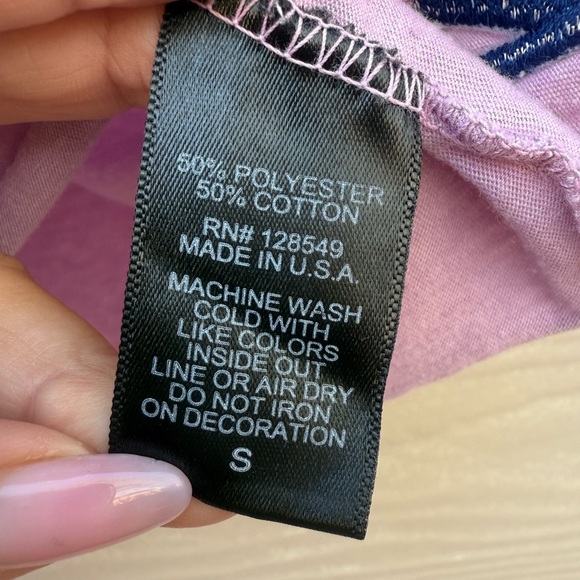 50% POLYESTER
50% COTTON
RN# 128549
MADE IN U.S.A.
MACHINE WASH
COLD WITH
LIKE COLORS
INSIDE OUT
LINE OR AIR DRY
DO NOT IRON
ON DECORATION
S